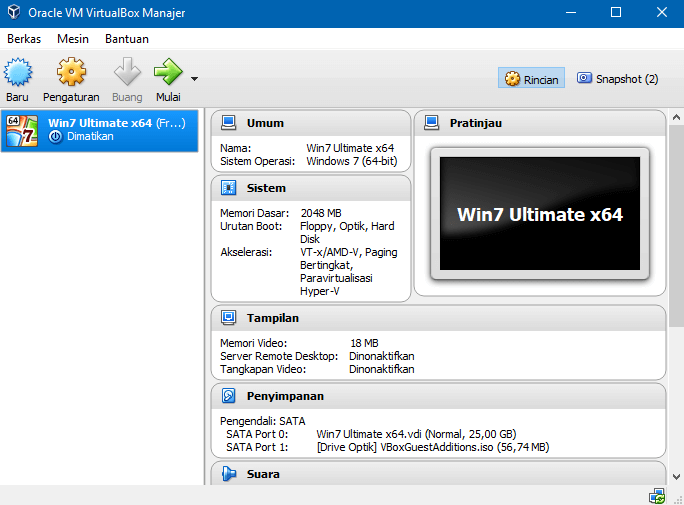 Oracle VM VirtualBox Manajer
Berkas Mesin Bantuan
Baru Pengaturan Buang Mulai
Rincian Snapshot (2)
64 7 Win7 Ultimate x64 (Fr...)
Dimatikan
Umum
Nama: Win7 Ultimate x64
Sistem Operasi: Windows 7 (64-bit)
Sistem
Memori Dasar: 2048 MB
Urutan Boot: Floppy, Optik, Hard
Disk
Akselerasi: VT-x/AMD-V, Paging
Bertingkat,
Paravirtualisasi
Hyper-V
Pratinjau
Win7 Ultimate x64
Tampilan
Memori Video: 18 MB
Server Remote Desktop: Dinonaktifkan
Tangkapan Video: Dinonaktifkan
Penyimpanan
Pengendali: SATA
SATA Port 0: Win7 Ultimate x64.vdi (Normal, 25,00 GB)
SATA Port 1: [Drive Optik] VBoxGuestAdditions.iso (56,74 MB)
Suara